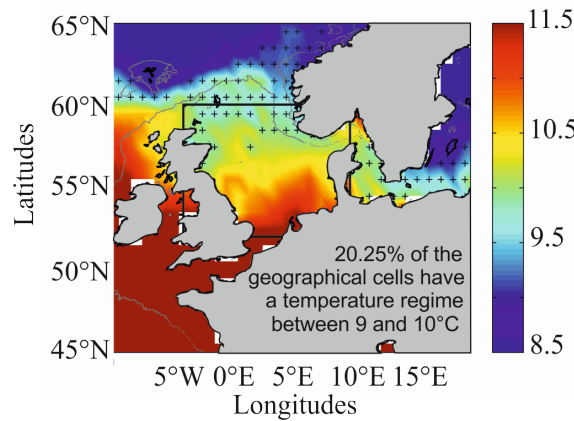 65°N
60°N
55°N
50°N
45°N
Latitudes
20.25% of the
geographical cells have
a temperature regime
between 9 and 10°C
5°W 0°E 5°E 10°E 15°E
Longitudes
11.5
10.5
9.5
8.5